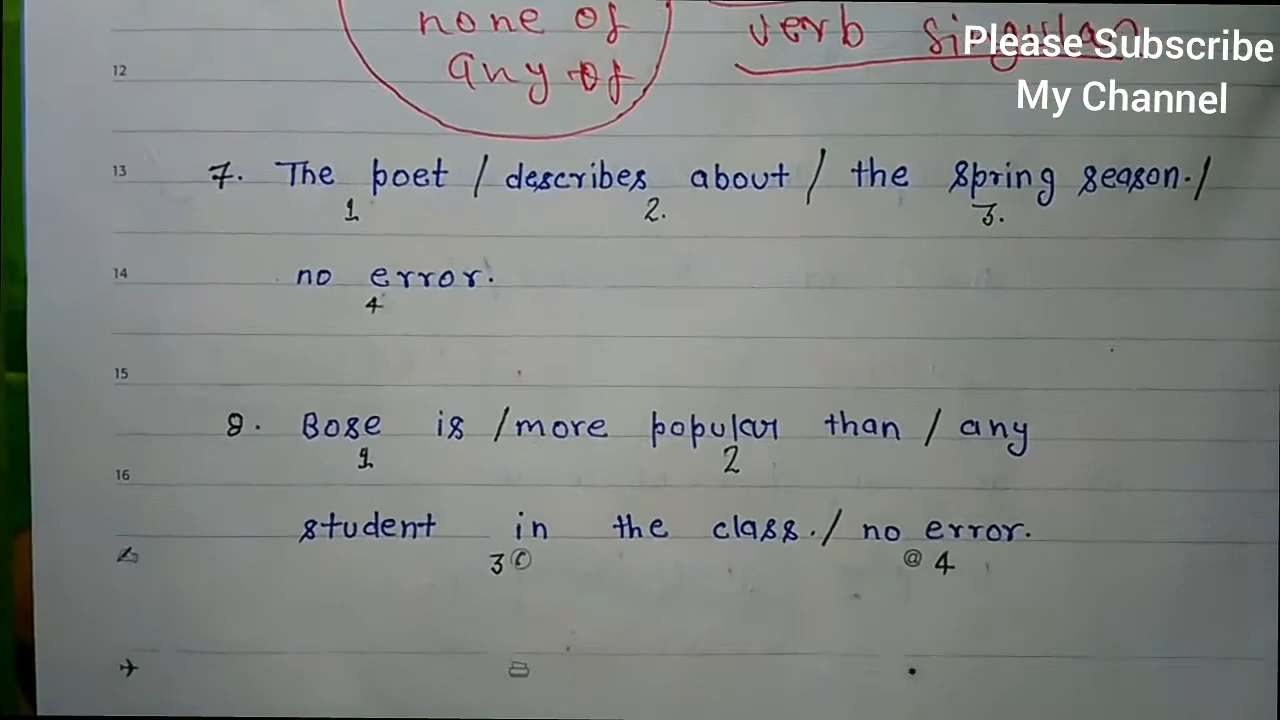 none of
verb singular
Please Subscribe
any of
My Channel
12
13
7. The poet / describes about / the spring season. /
1 2. 3.
14
no error.
4
15
8. Bose is / more popular than / any
1 2
16
student in the class. / no error.
3 @ 4